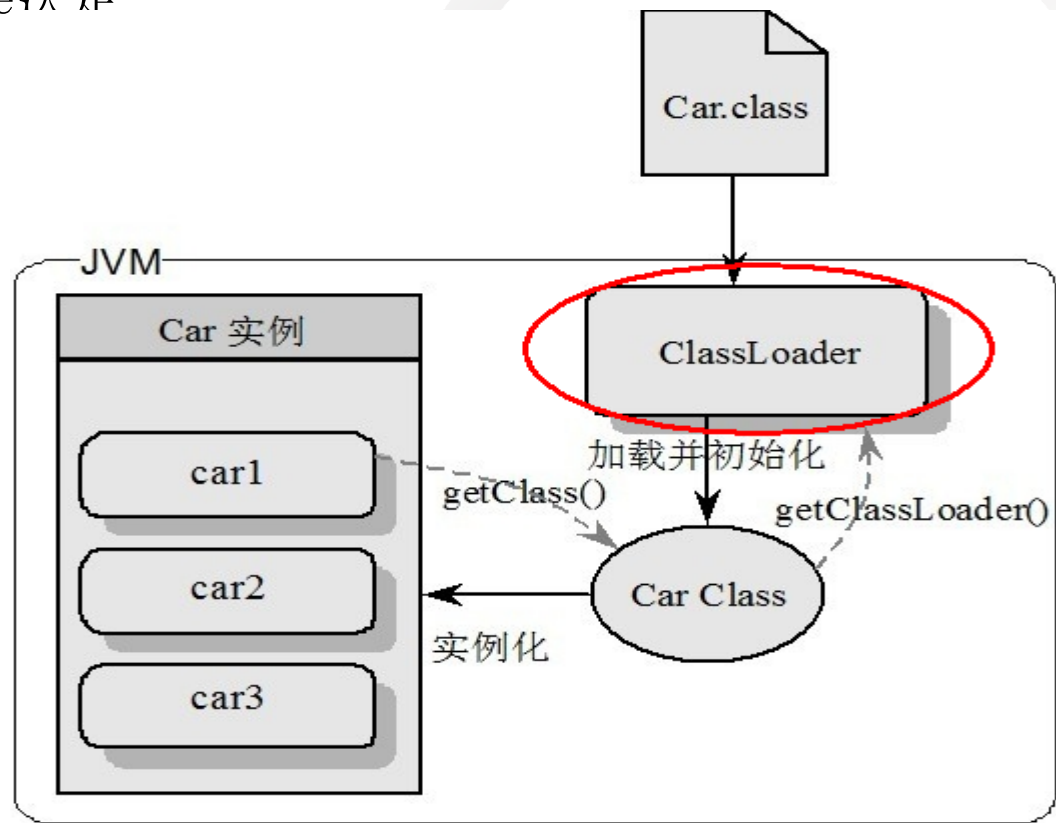 Car.class
JVM
Car 实例
ClassLoader
加载并初始化
car1
getClass()
getClassLoader()
car2
Car Class
实例化
car3